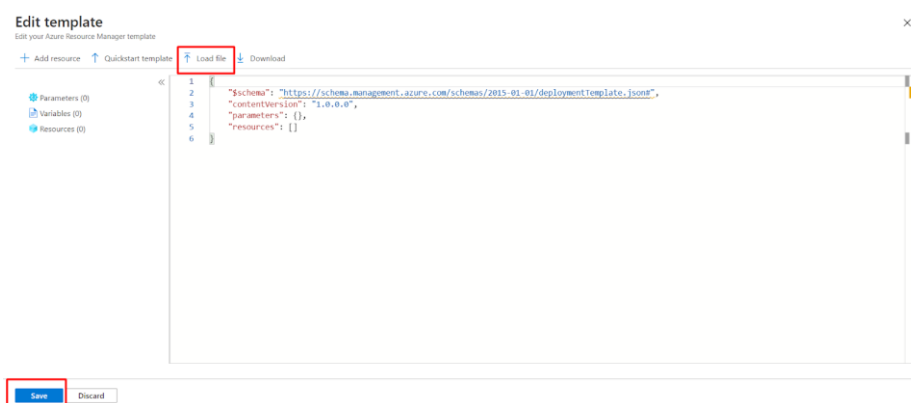 Edit template
Edit your Azure Resource Manager template
Add resource Quickstart template Load file Download
Parameters (0)
Variables (0)
Resources (0)
1 {
2 "$schema": "https://schema.management.azure.com/schemas/2015-01-01/deploymentTemplate.json#",
3 "contentVersion": "1.0.0.0",
4 "parameters": {},
5 "resources": []
6 }
Save Discard